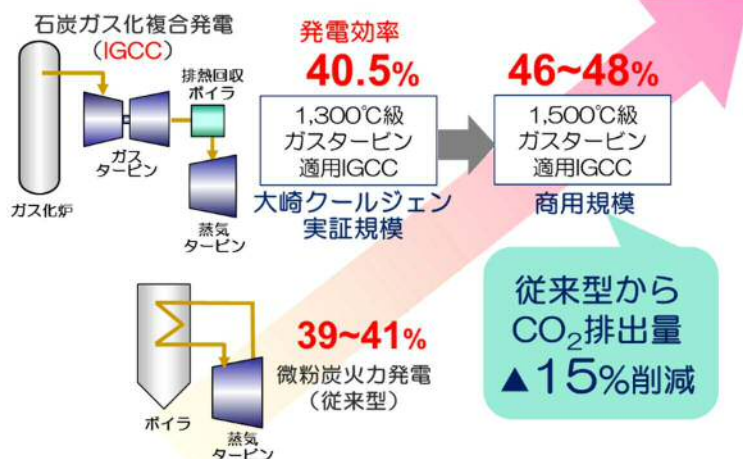 石炭ガス化複合発電
（IGCC）
ガス化炉
ガス
タービン
排熱回収
ボイラ
蒸気
タービン
発電効率
40.5%
1,300℃級
ガスタービン
適用IGCC
大崎クールジェン
実証規模
46~48%
1,500℃級
ガスタービン
適用IGCC
商用規模
従来型から
CO₂排出量
▲15%削減
39~41%
微粉炭火力発電
（従来型）
ボイラ
蒸気
タービン